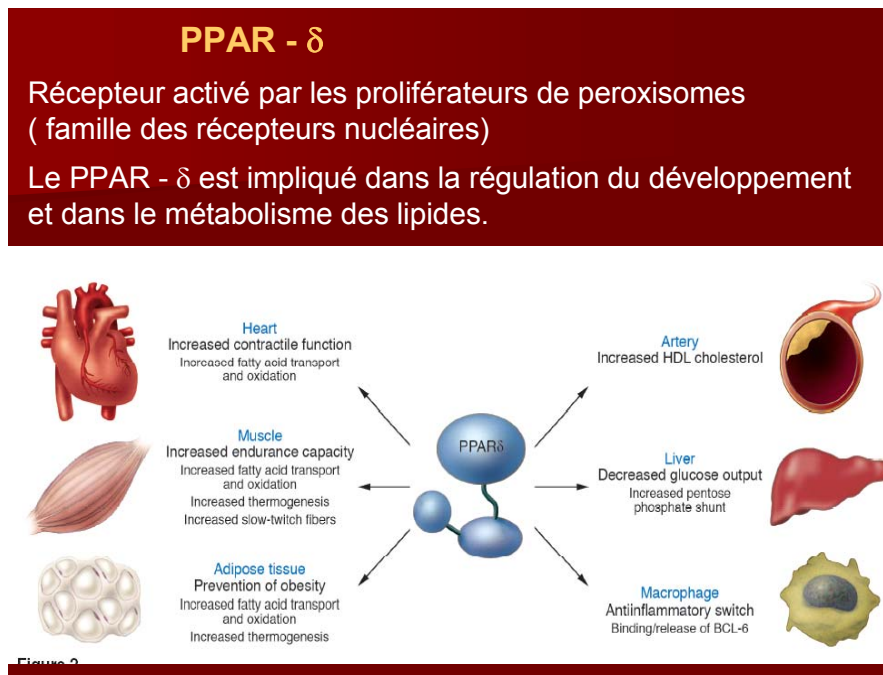 PPAR - δ
Récepteur activé par les proliférateurs de peroxisomes
( famille des récepteurs nucléaires)
Le PPAR - δ est impliqué dans la régulation du développement
et dans le métabolisme des lipides.
Heart
Increased contractile function
Increased fatty acid transport
and oxidation
Muscle
Increased endurance capacity
Increased fatty acid transport
and oxidation
Increased thermogenesis
Increased slow-twitch fibers
Adipose tissue
Prevention of obesity
Increased fatty acid transport
and oxidation
Increased thermogenesis
PPARδ
Artery
Increased HDL cholesterol
Liver
Decreased glucose output
Increased pentose
phosphate shunt
Macrophage
Antiinflammatory switch
Binding/release of BCL-6
Figure 2